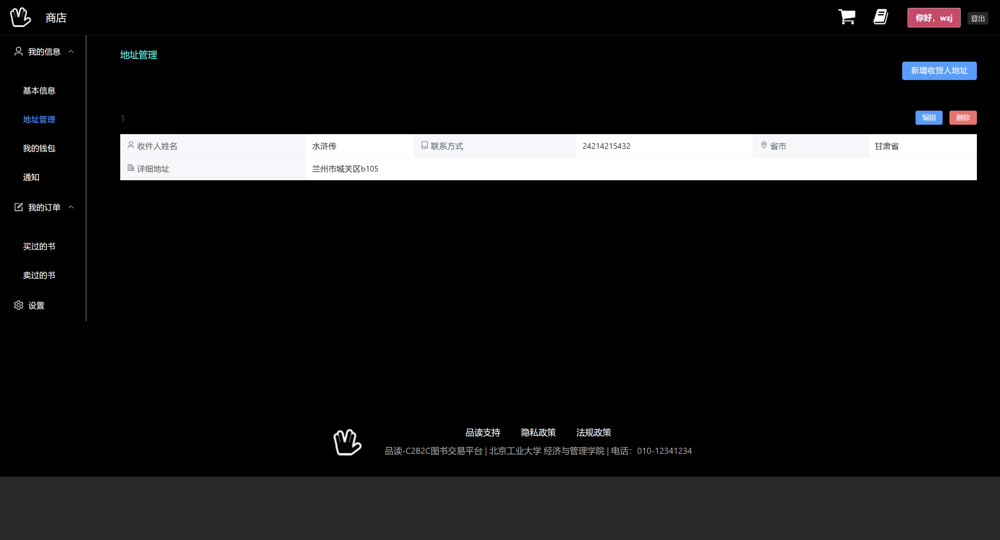 商店
你好，wzj 登出
我的信息
基本信息
地址管理
我的钱包
通知
我的订单
买过的书
卖过的书
设置
地址管理
新增收货人地址
1 编辑 删除
收件人姓名 水浒传 联系方式 24214215432 省市 甘肃省
详细地址 兰州市城关区b105
品读支持 隐私政策 法规政策
品读-C2B2C图书交易平台 | 北京工业大学 经济与管理学院 | 电话：010-12341234